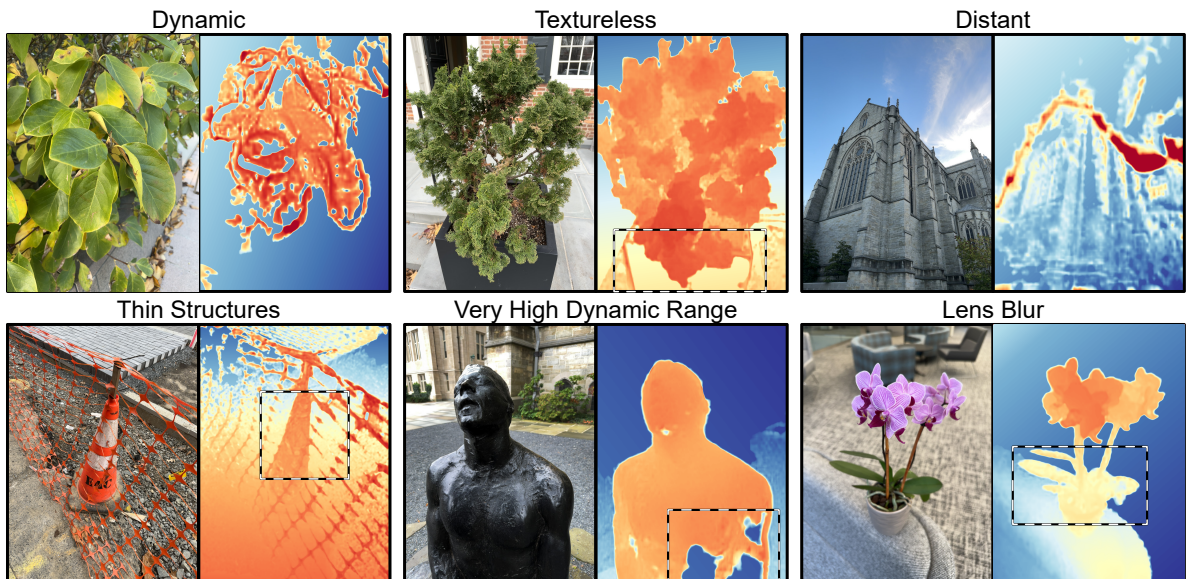 Dynamic
Textureless
Distant
Thin Structures
Very High Dynamic Range
Lens Blur